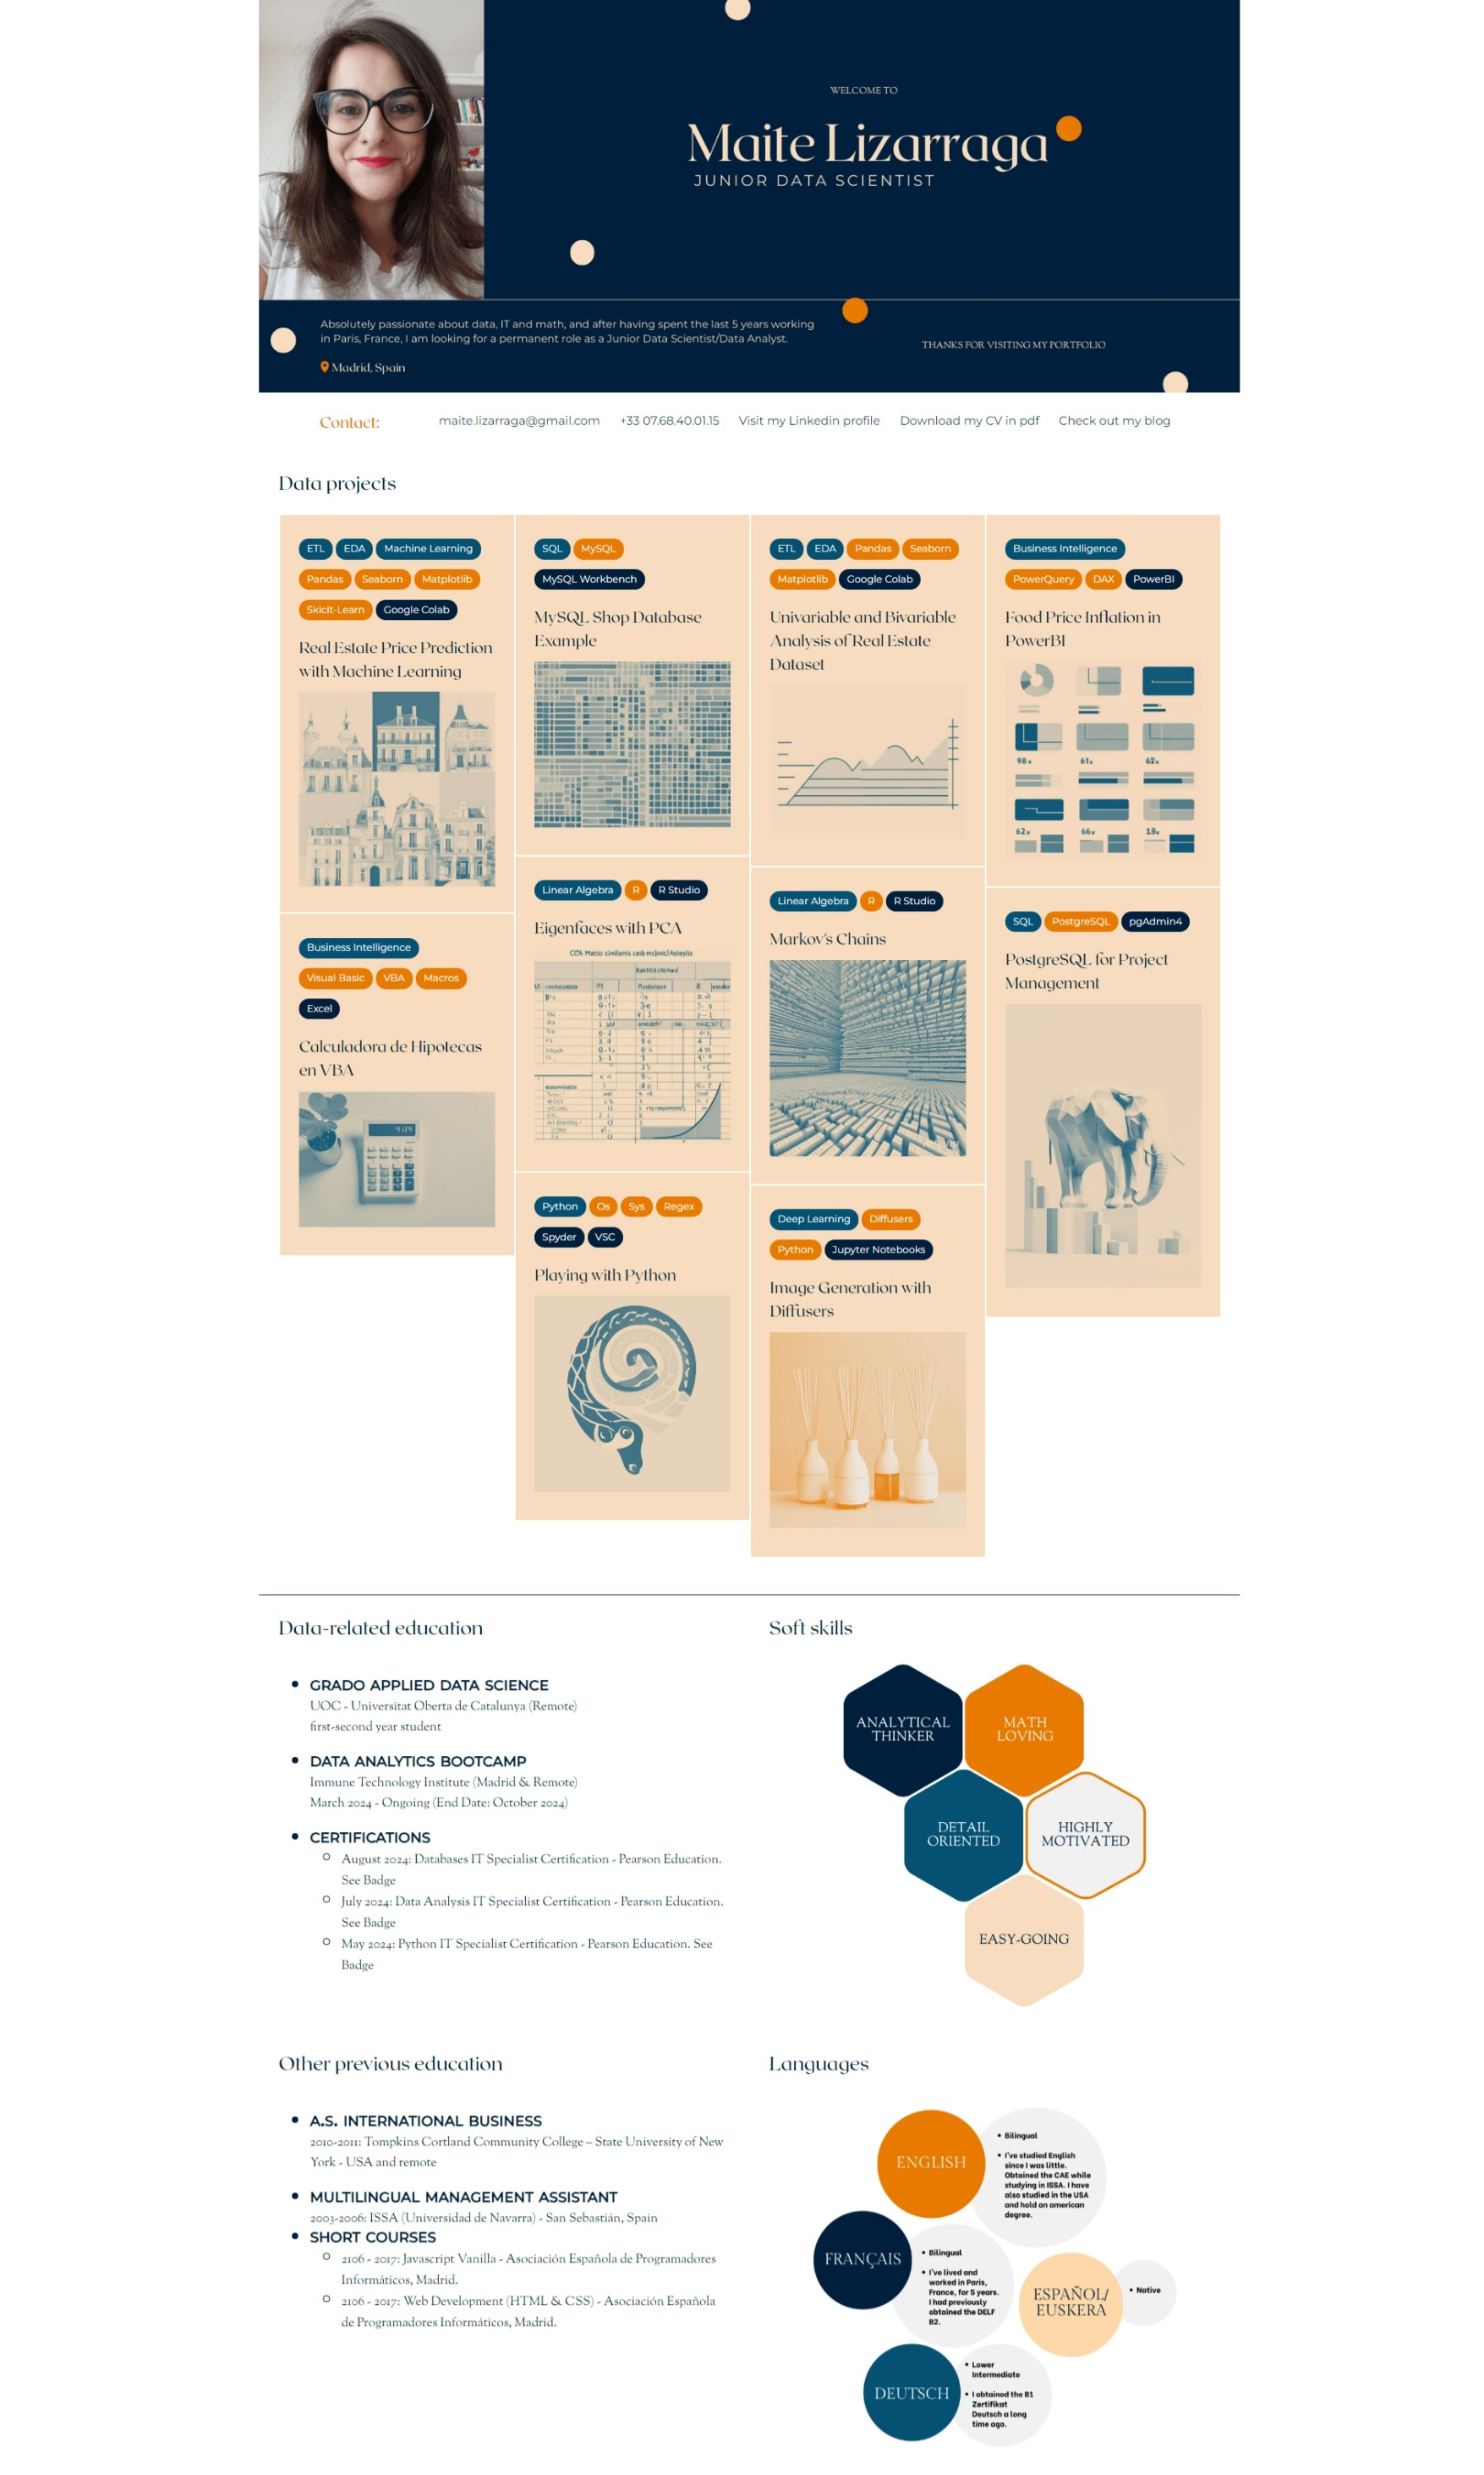 WELCOME TO
Maite Lizarraga
JUNIOR DATA SCIENTIST
Absolutely passionate about data, IT and math, and after having spent the last 5 years working
in Paris, France, I am looking for a permanent role as a Junior Data Scientist/Data Analyst.
Madrid, Spain
THANKS FOR VISITING MY PORTFOLIO
Contact:
maite.lizarraga@gmail.com +33 07.68.40.01.15 Visit my Linkedin profile Download my CV in pdf Check out my blog
Data projects
ETL EDA Machine Learning
Pandas Seaborn Matplotlib
Skicit-Learn Google Colab
Real Estate Price Prediction
with Machine Learning
Business Intelligence
Visual Basic VBA Macros
Excel
Calculadora de Hipotecas
en VBA
SQL MySQL
MySQL Workbench
MySQL Shop Database
Example
Linear Algebra R R Studio
Eigenfaces with PCA
Python Os Sys Regex
Spyder VSC
Playing with Python
ETL EDA Pandas Seaborn
Matplotlib Google Colab
Univariable and Bivariable
Analysis of Real Estate
Dataset
Linear Algebra R R Studio
Markov's Chains
Deep Learning Diffusers
Python Jupyter Notebooks
Image Generation with
Diffusers
Business Intelligence
PowerQuery DAX PowerBI
Food Price Inflation in
PowerBI
98x 61x 62x
62x 66x 18x
SQL PostgreSQL pgAdmin4
PostgreSQL for Project
Management
Data-related education
GRADO APPLIED DATA SCIENCE
UOC - Universitat Oberta de Catalunya (Remote)
first-second year student
DATA ANALYTICS BOOTCAMP
Immune Technology Institute (Madrid & Remote)
March 2024 - Ongoing (End Date: October 2024)
CERTIFICATIONS
August 2024: Databases IT Specialist Certification - Pearson Education.
See Badge
July 2024: Data Analysis IT Specialist Certification - Pearson Education.
See Badge
May 2024: Python IT Specialist Certification - Pearson Education. See
Badge
Soft skills
ANALYTICAL
THINKER
MATH
LOVING
DETAIL
ORIENTED
HIGHLY
MOTIVATED
EASY-GOING
Other previous education
A.S. INTERNATIONAL BUSINESS
2010-2011: Tompkins Cortland Community College – State University of New
York - USA and remote
MULTILINGUAL MANAGEMENT ASSISTANT
2003-2006: ISSA (Universidad de Navarra) - San Sebastián, Spain
SHORT COURSES
2106 - 2017: Javascript Vanilla - Asociación Española de Programadores
Informáticos, Madrid.
2106 - 2017: Web Development (HTML & CSS) - Asociación Española
de Programadores Informáticos, Madrid.
Languages
ENGLISH
Bilingual
I've studied English
since I was little.
Obtained the CAE while
studying in ISSA. I have
also studied in the USA
and hold an american
degree.
FRANÇAIS
Bilingual
I've lived and
worked in Paris,
France, for 5 years.
I had previously
obtained the DELF
B2.
ESPAÑOL/
EUSKERA
Native
DEUTSCH
Lower
Intermediate
I obtained the B1
Zertifikat
Deutsch a long
time ago.